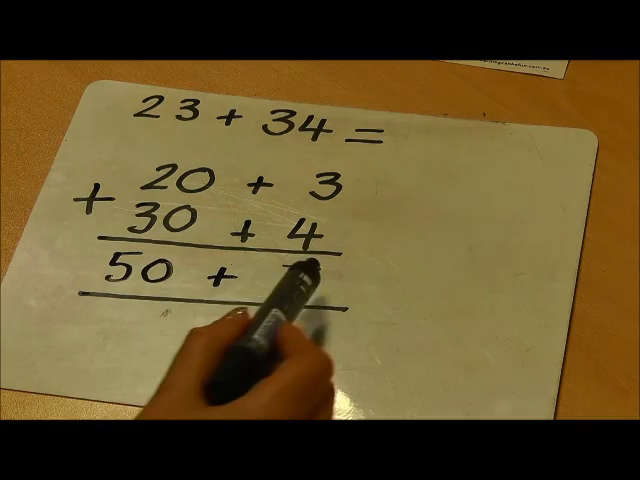 23 + 34 =
20 + 3
+ 30 + 4
50 +